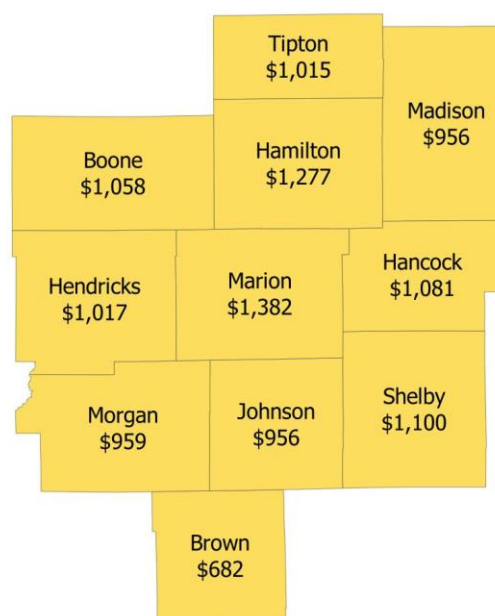 Tipton
$1,015
Madison
$956
Boone
$1,058
Hamilton
$1,277
Hendricks
$1,017
Marion
$1,382
Hancock
$1,081
Morgan
$959
Johnson
$956
Shelby
$1,100
Brown
$682